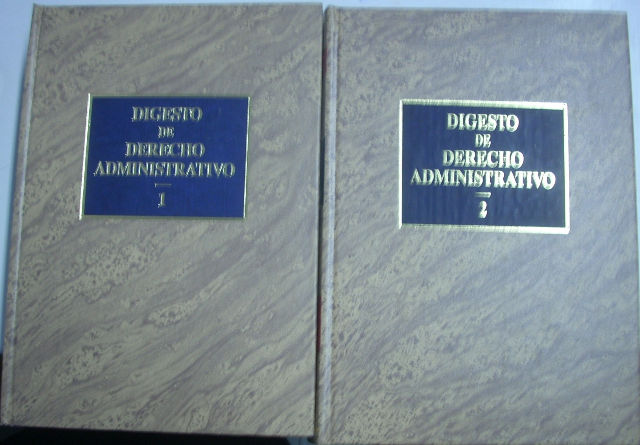 DIGESTO
DE
DERECHO
ADMINISTRATIVO
1
DIGESTO
DE
DERECHO
ADMINISTRATIVO
2